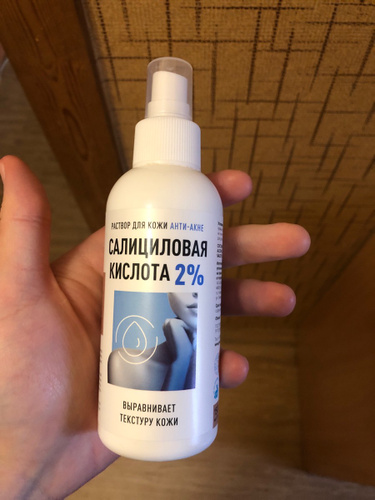 РАСТВОР ДЛЯ КОЖИ АНТИ-АКНЕ
САЛИЦИЛОВАЯ
КИСЛОТА 2%
ВЫРАВНИВАЕТ
ТЕКСТУРУ КОЖИ